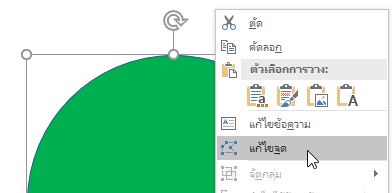 ตัด
คัดลอก
ตัวเลือกการวาง:
แก้ไขข้อความ
แก้ไขจุด
จัดกลุ่ม